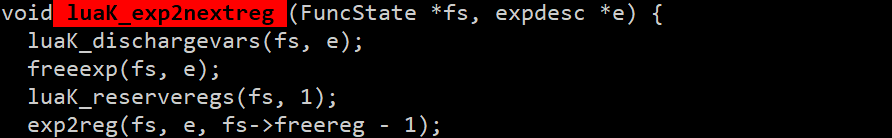 void luaK_exp2nextreg (FuncState *fs, expdesc *e) {
  luaK_dischargevars(fs, e);
  freeexp(fs, e);
  luaK_reserveregs(fs, 1);
  exp2reg(fs, e, fs->freereg - 1);